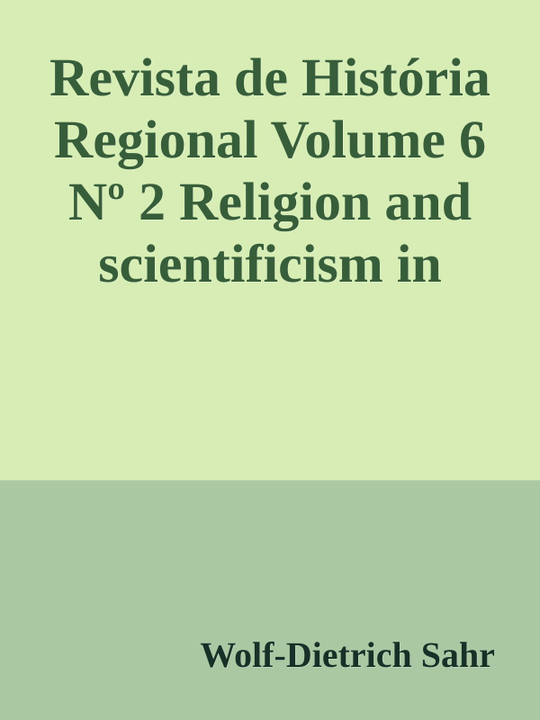 Revista de História
Regional Volume 6
Nº 2 Religion and
scientificism in
Wolf-Dietrich Sahr